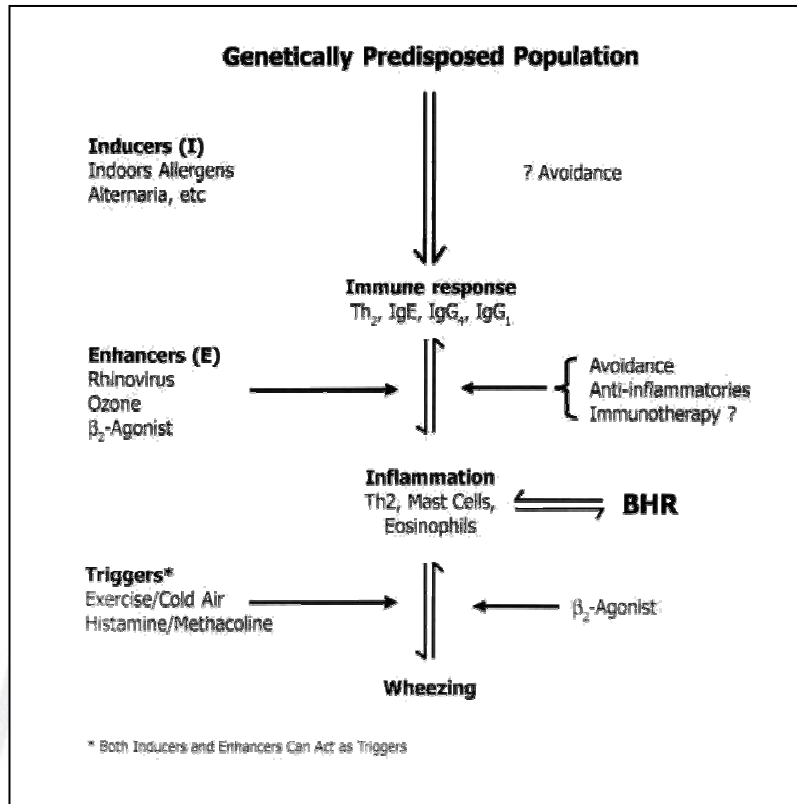 Genetically Predisposed Population
Inducers (I)
Indoors Allergens
Alternaria, etc
? Avoidance
Immune response
Th₂, IgE, IgG₄, IgG₁
Enhancers (E)
Rhinovirus
Ozone
β₂-Agonist
Avoidance
Anti-inflammatories
Immunotherapy ?
Inflammation
Th2, Mast Cells,
Eosinophils
BHR
Triggers*
Exercise/Cold Air
Histamine/Methacoline
β₂-Agonist
Wheezing
* Both Inducers and Enhancers Can Act as Triggers